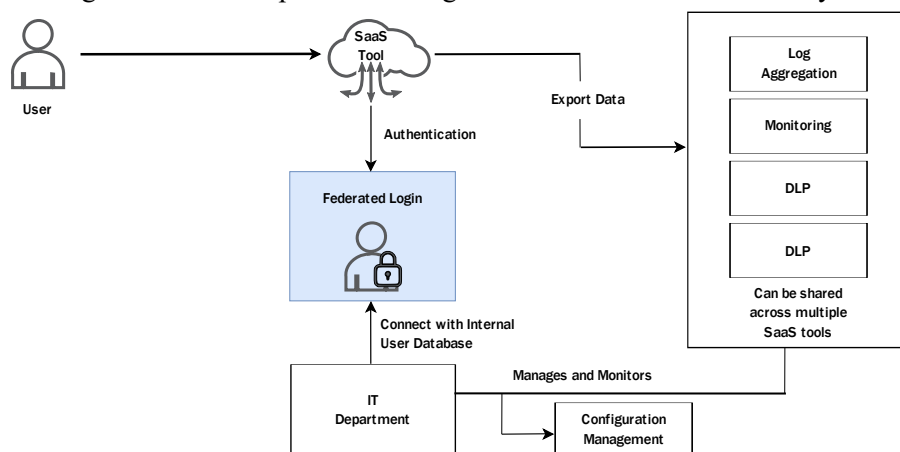 SaaS
Tool
User
Export Data
Authentication
Federated Login
Connect with Internal
User Database
IT
Department
Manages and Monitors
Configuration
Management
Log
Aggregation
Monitoring
DLP
DLP
Can be shared
across multiple
SaaS tools